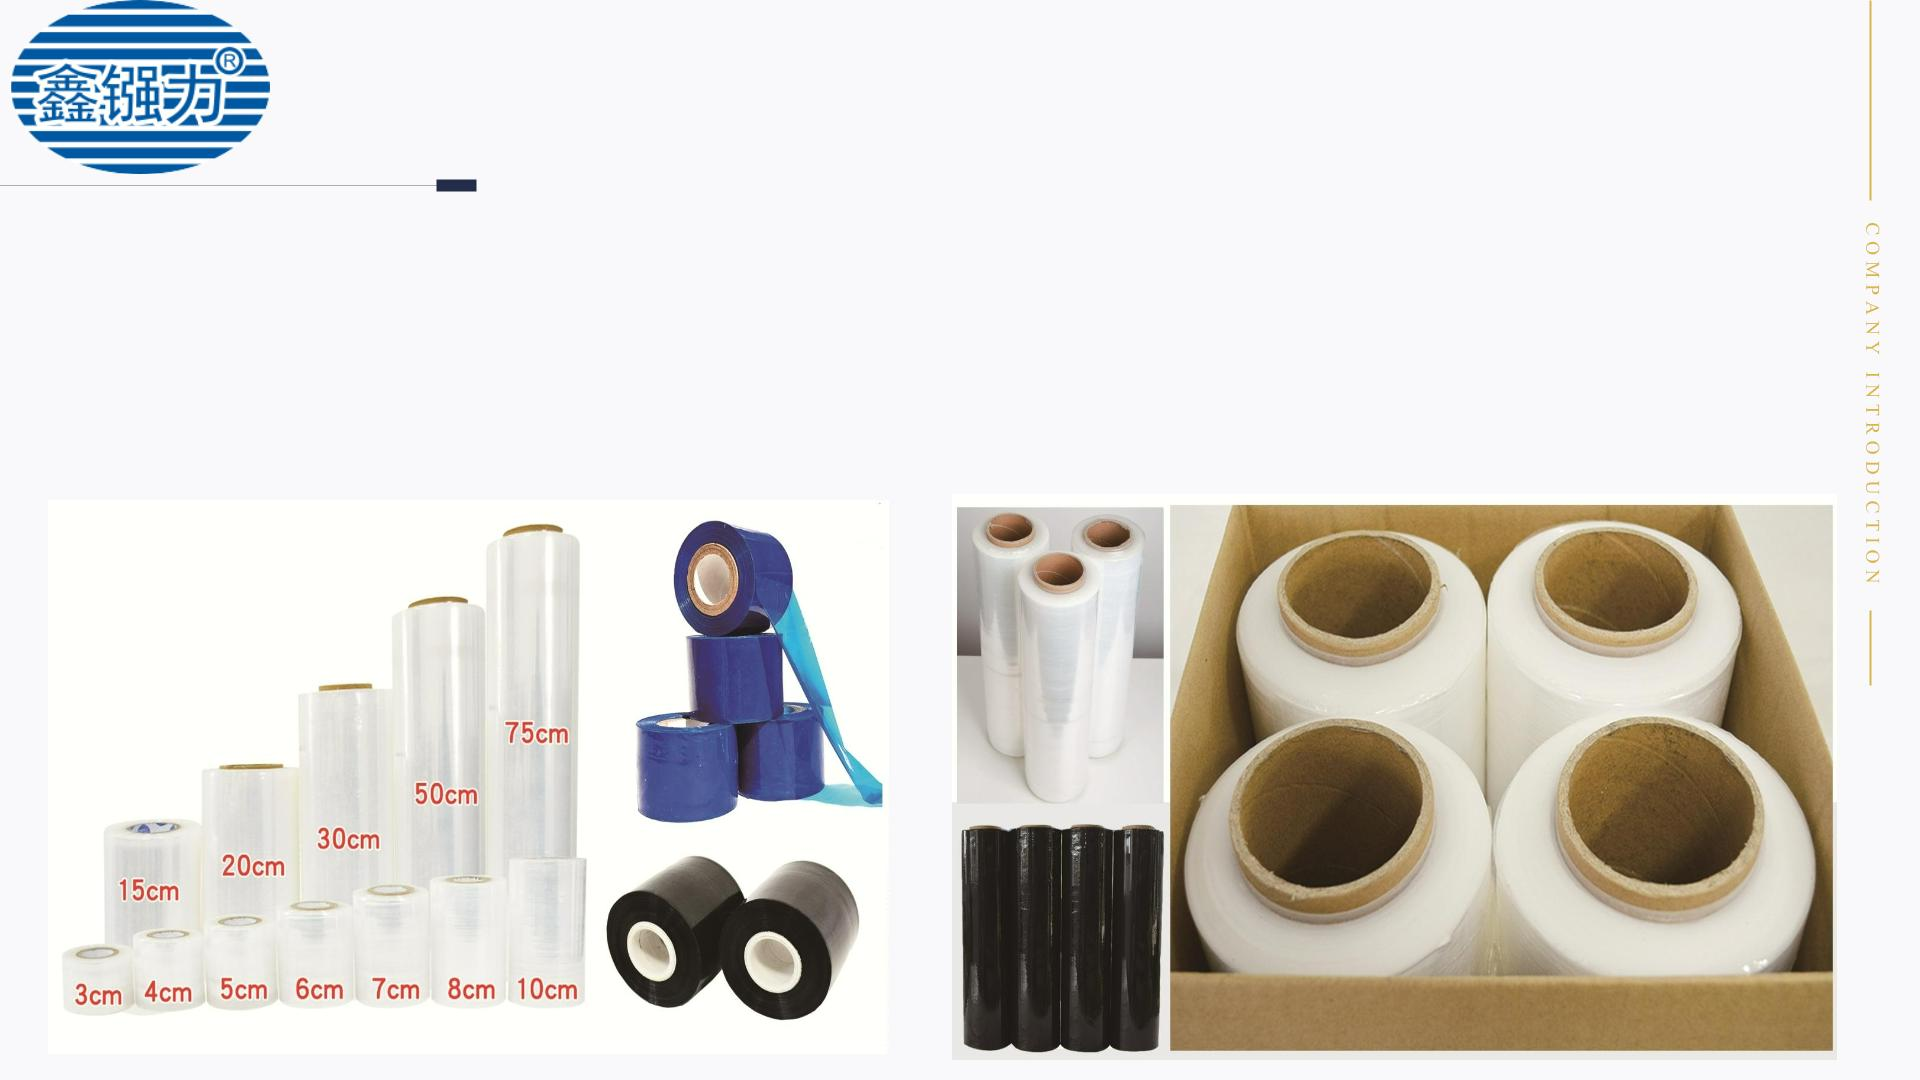 鑫镪力®
COMPANY INTRODUCTION
75cm
50cm
30cm
20cm
15cm
3cm 4cm 5cm 6cm 7cm 8cm 10cm